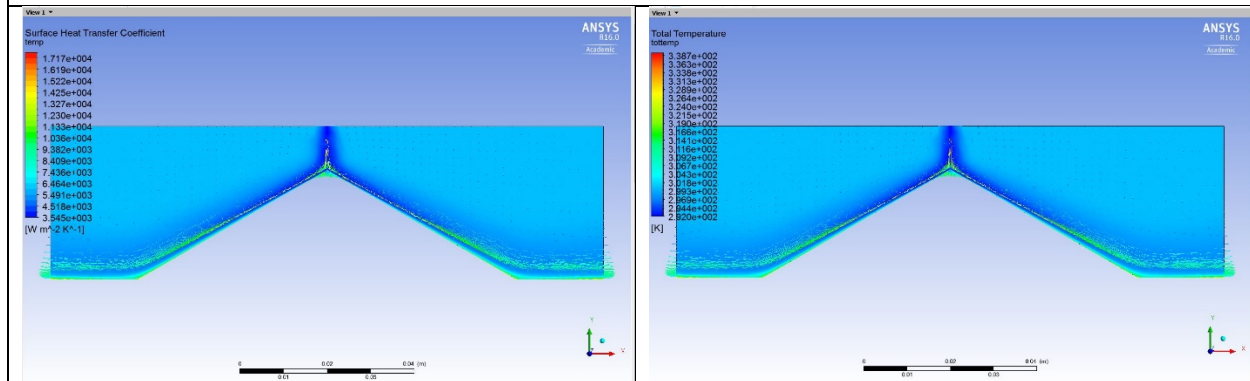 View 1
ANSYS
R16.0
Academic
Surface Heat Transfer Coefficient
temp
1.717e+004
1.619e+004
1.522e+004
1.425e+004
1.327e+004
1.230e+004
1.133e+004
1.036e+004
9.382e+003
8.409e+003
7.436e+003
6.464e+003
5.491e+003
4.518e+003
3.545e+003
[W m^-2 K^-1]
0 0.02 0.04 (m)
0.01
Y
View 1
ANSYS
R16.0
Academic
Total Temperature
tottemp
3.387e+002
3.363e+002
3.338e+002
3.313e+002
3.289e+002
3.264e+002
3.240e+002
3.215e+002
3.190e+002
3.166e+002
3.141e+002
3.116e+002
3.092e+002
3.067e+002
3.043e+002
3.018e+002
2.993e+002
2.969e+002
2.944e+002
2.920e+002
[K]
0 0.02 0.04 (m)
0.01 0.03
Y
X